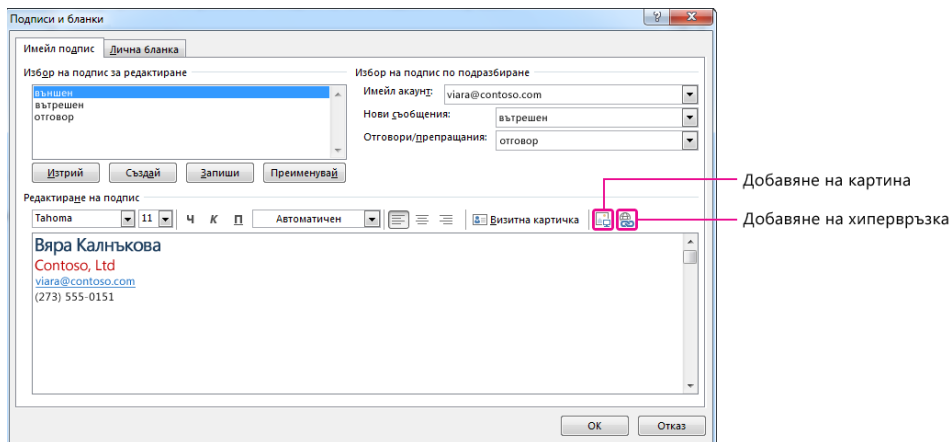 Подписи и бланки
Имейл подпис
Лична бланка
Избор на подпис за редактиране
външен
вътрешен
отговор
Изтрий
Създай
Запиши
Преименувай
Избор на подпис по подразбиране
Имейл акаунт:
viara@contoso.com
Нови съобщения:
вътрешен
Отговори/препращания:
отговор
Редактиране на подпис
Tahoma
11
Ч
К
П
Автоматичен
Визитна картичка
Вяра Калнъкова
Contoso, Ltd
viara@contoso.com
(273) 555-0151
OK
Отказ
Добавяне на картина
Добавяне на хипервръзка